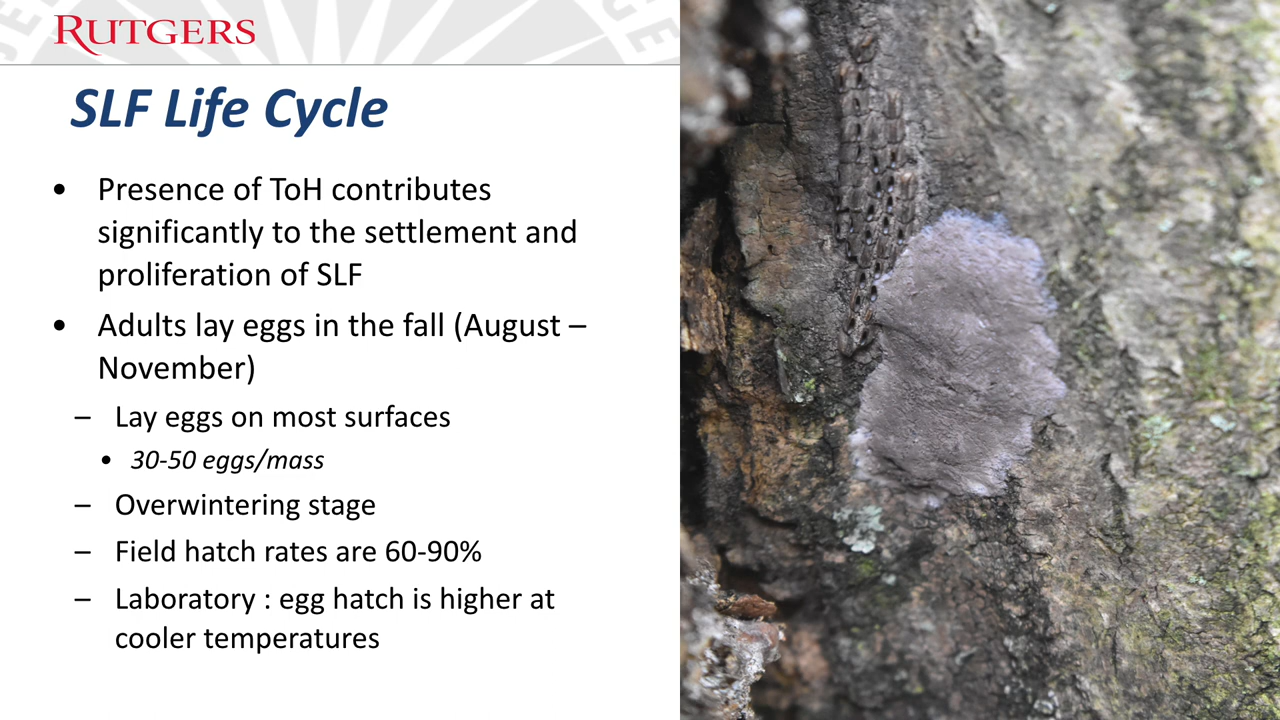 RUTGERS
SLF Life Cycle
• Presence of ToH contributes
significantly to the settlement and
proliferation of SLF
• Adults lay eggs in the fall (August –
November)
– Lay eggs on most surfaces
• 30-50 eggs/mass
– Overwintering stage
– Field hatch rates are 60-90%
– Laboratory : egg hatch is higher at
cooler temperatures